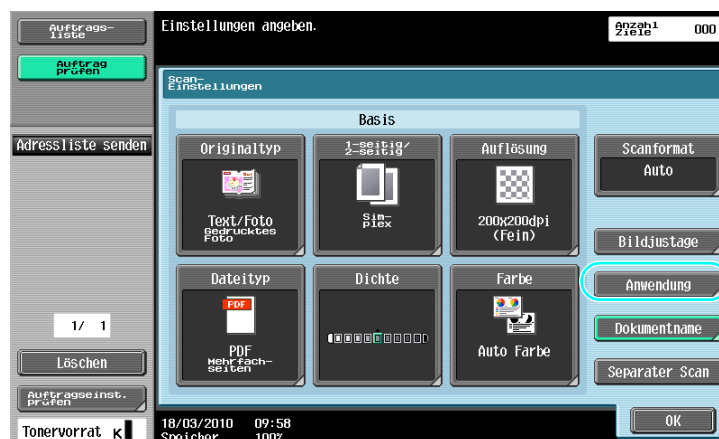 Auftrags-
liste
Auftrag
prüfen
Adressliste senden
1/ 1
Löschen
Auftragseinst.
prüfen
Tonervorrat K
Einstellungen angeben.
Anzahl
Ziele 000
Scan-
Einstellungen
Basis
Originaltyp
Text/Foto
Gedrucktes
Foto
1-seitig/
2-seitig
Sim-
plex
Auflösung
200x200dpi
(Fein)
Dateityp
PDF
PDF
Mehrfach-
seiten
Dichte
Farbe
Auto Farbe
Scanformat
Auto
Bildjustage
Anwendung
Dokumentname
Separater Scan
OK
18/03/2010 09:58
Speicher 100%